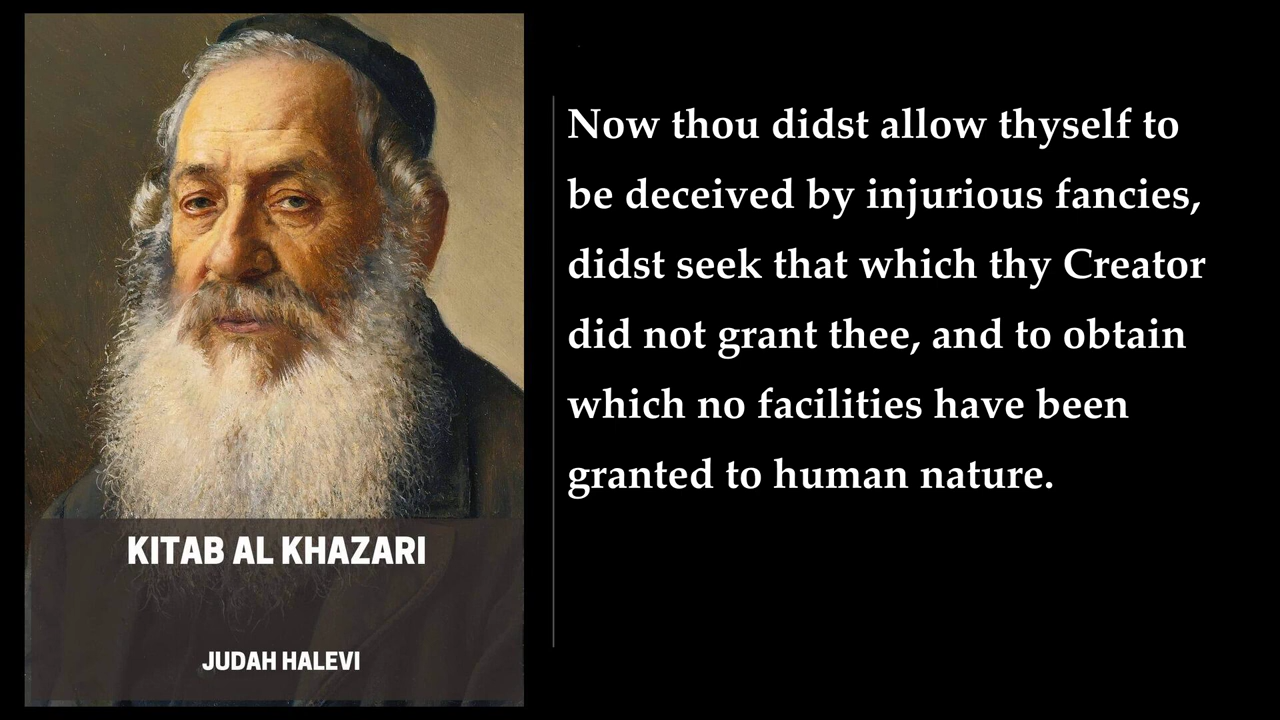 KITAB AL KHAZARI
JUDAH HALEVI
Now thou didst allow thyself to
be deceived by injurious fancies,
didst seek that which thy Creator
did not grant thee, and to obtain
which no facilities have been
granted to human nature.